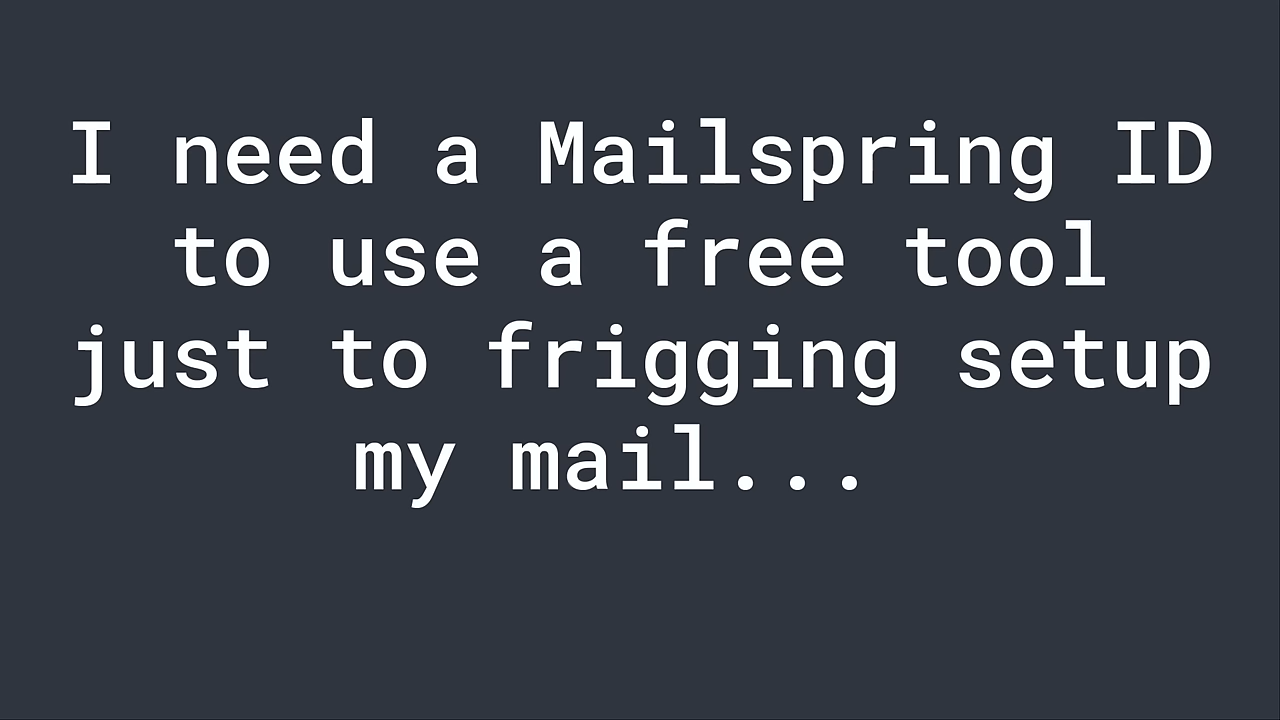 I need a Mailspring ID
to use a free tool
just to frigging setup
my mail...